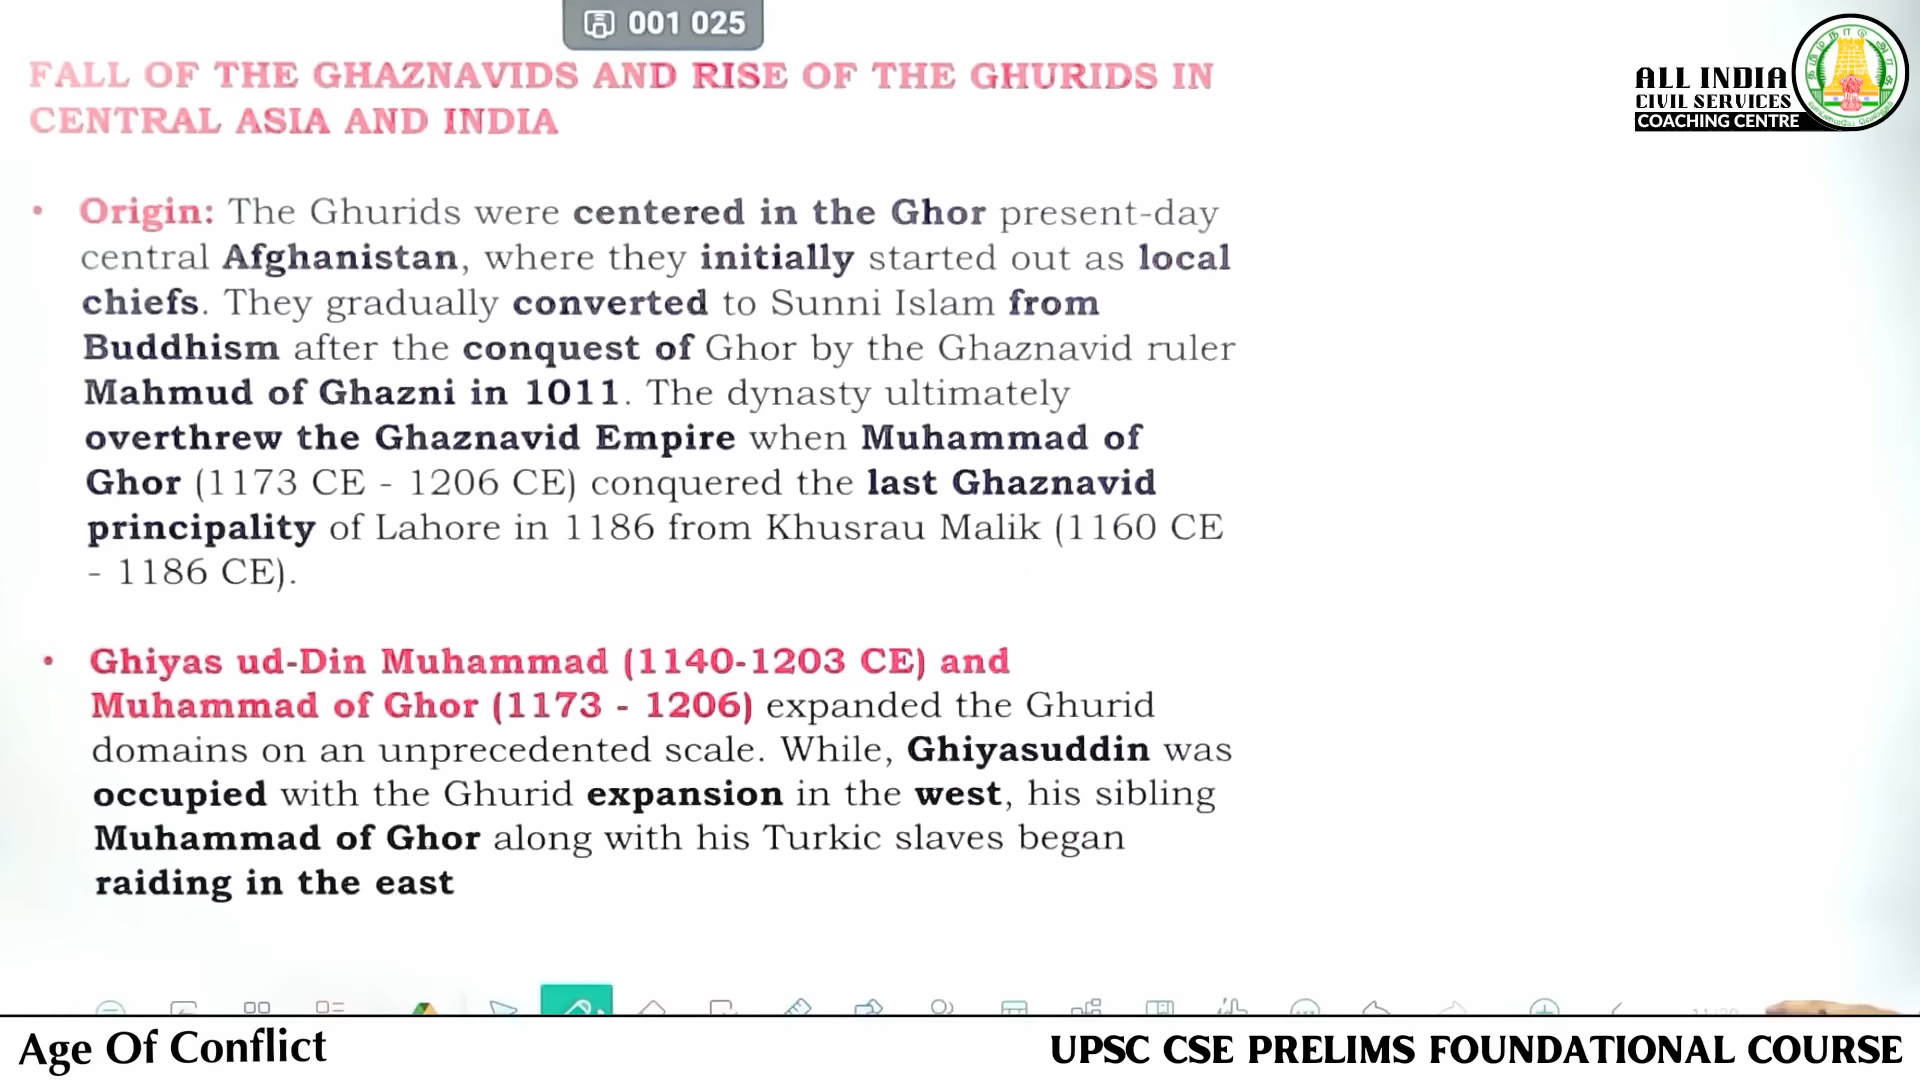 001 025
FALL OF THE GHAZNAVIDS AND RISE OF THE GHURIDS IN
CENTRAL ASIA AND INDIA
ALL INDIA
CIVIL SERVICES
COACHING CENTRE
• Origin: The Ghurids were centered in the Ghor present-day
central Afghanistan, where they initially started out as local
chiefs. They gradually converted to Sunni Islam from
Buddhism after the conquest of Ghor by the Ghaznavid ruler
Mahmud of Ghazni in 1011. The dynasty ultimately
overthrew the Ghaznavid Empire when Muhammad of
Ghor (1173 CE - 1206 CE) conquered the last Ghaznavid
principality of Lahore in 1186 from Khusrau Malik (1160 CE
- 1186 CE).
• Ghiyas ud-Din Muhammad (1140-1203 CE) and
Muhammad of Ghor (1173 - 1206) expanded the Ghurid
domains on an unprecedented scale. While, Ghiyasuddin was
occupied with the Ghurid expansion in the west, his sibling
Muhammad of Ghor along with his Turkic slaves began
raiding in the east
Age Of Conflict
UPSC CSE PRELIMS FOUNDATIONAL COURSE